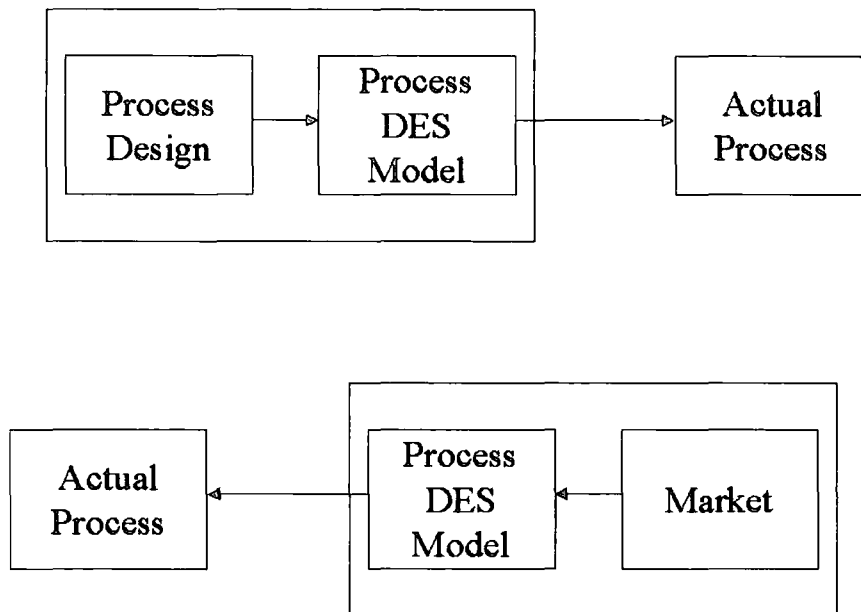 Process
Design
Process
DES
Model
Actual
Process
Actual
Process
Process
DES
Model
Market